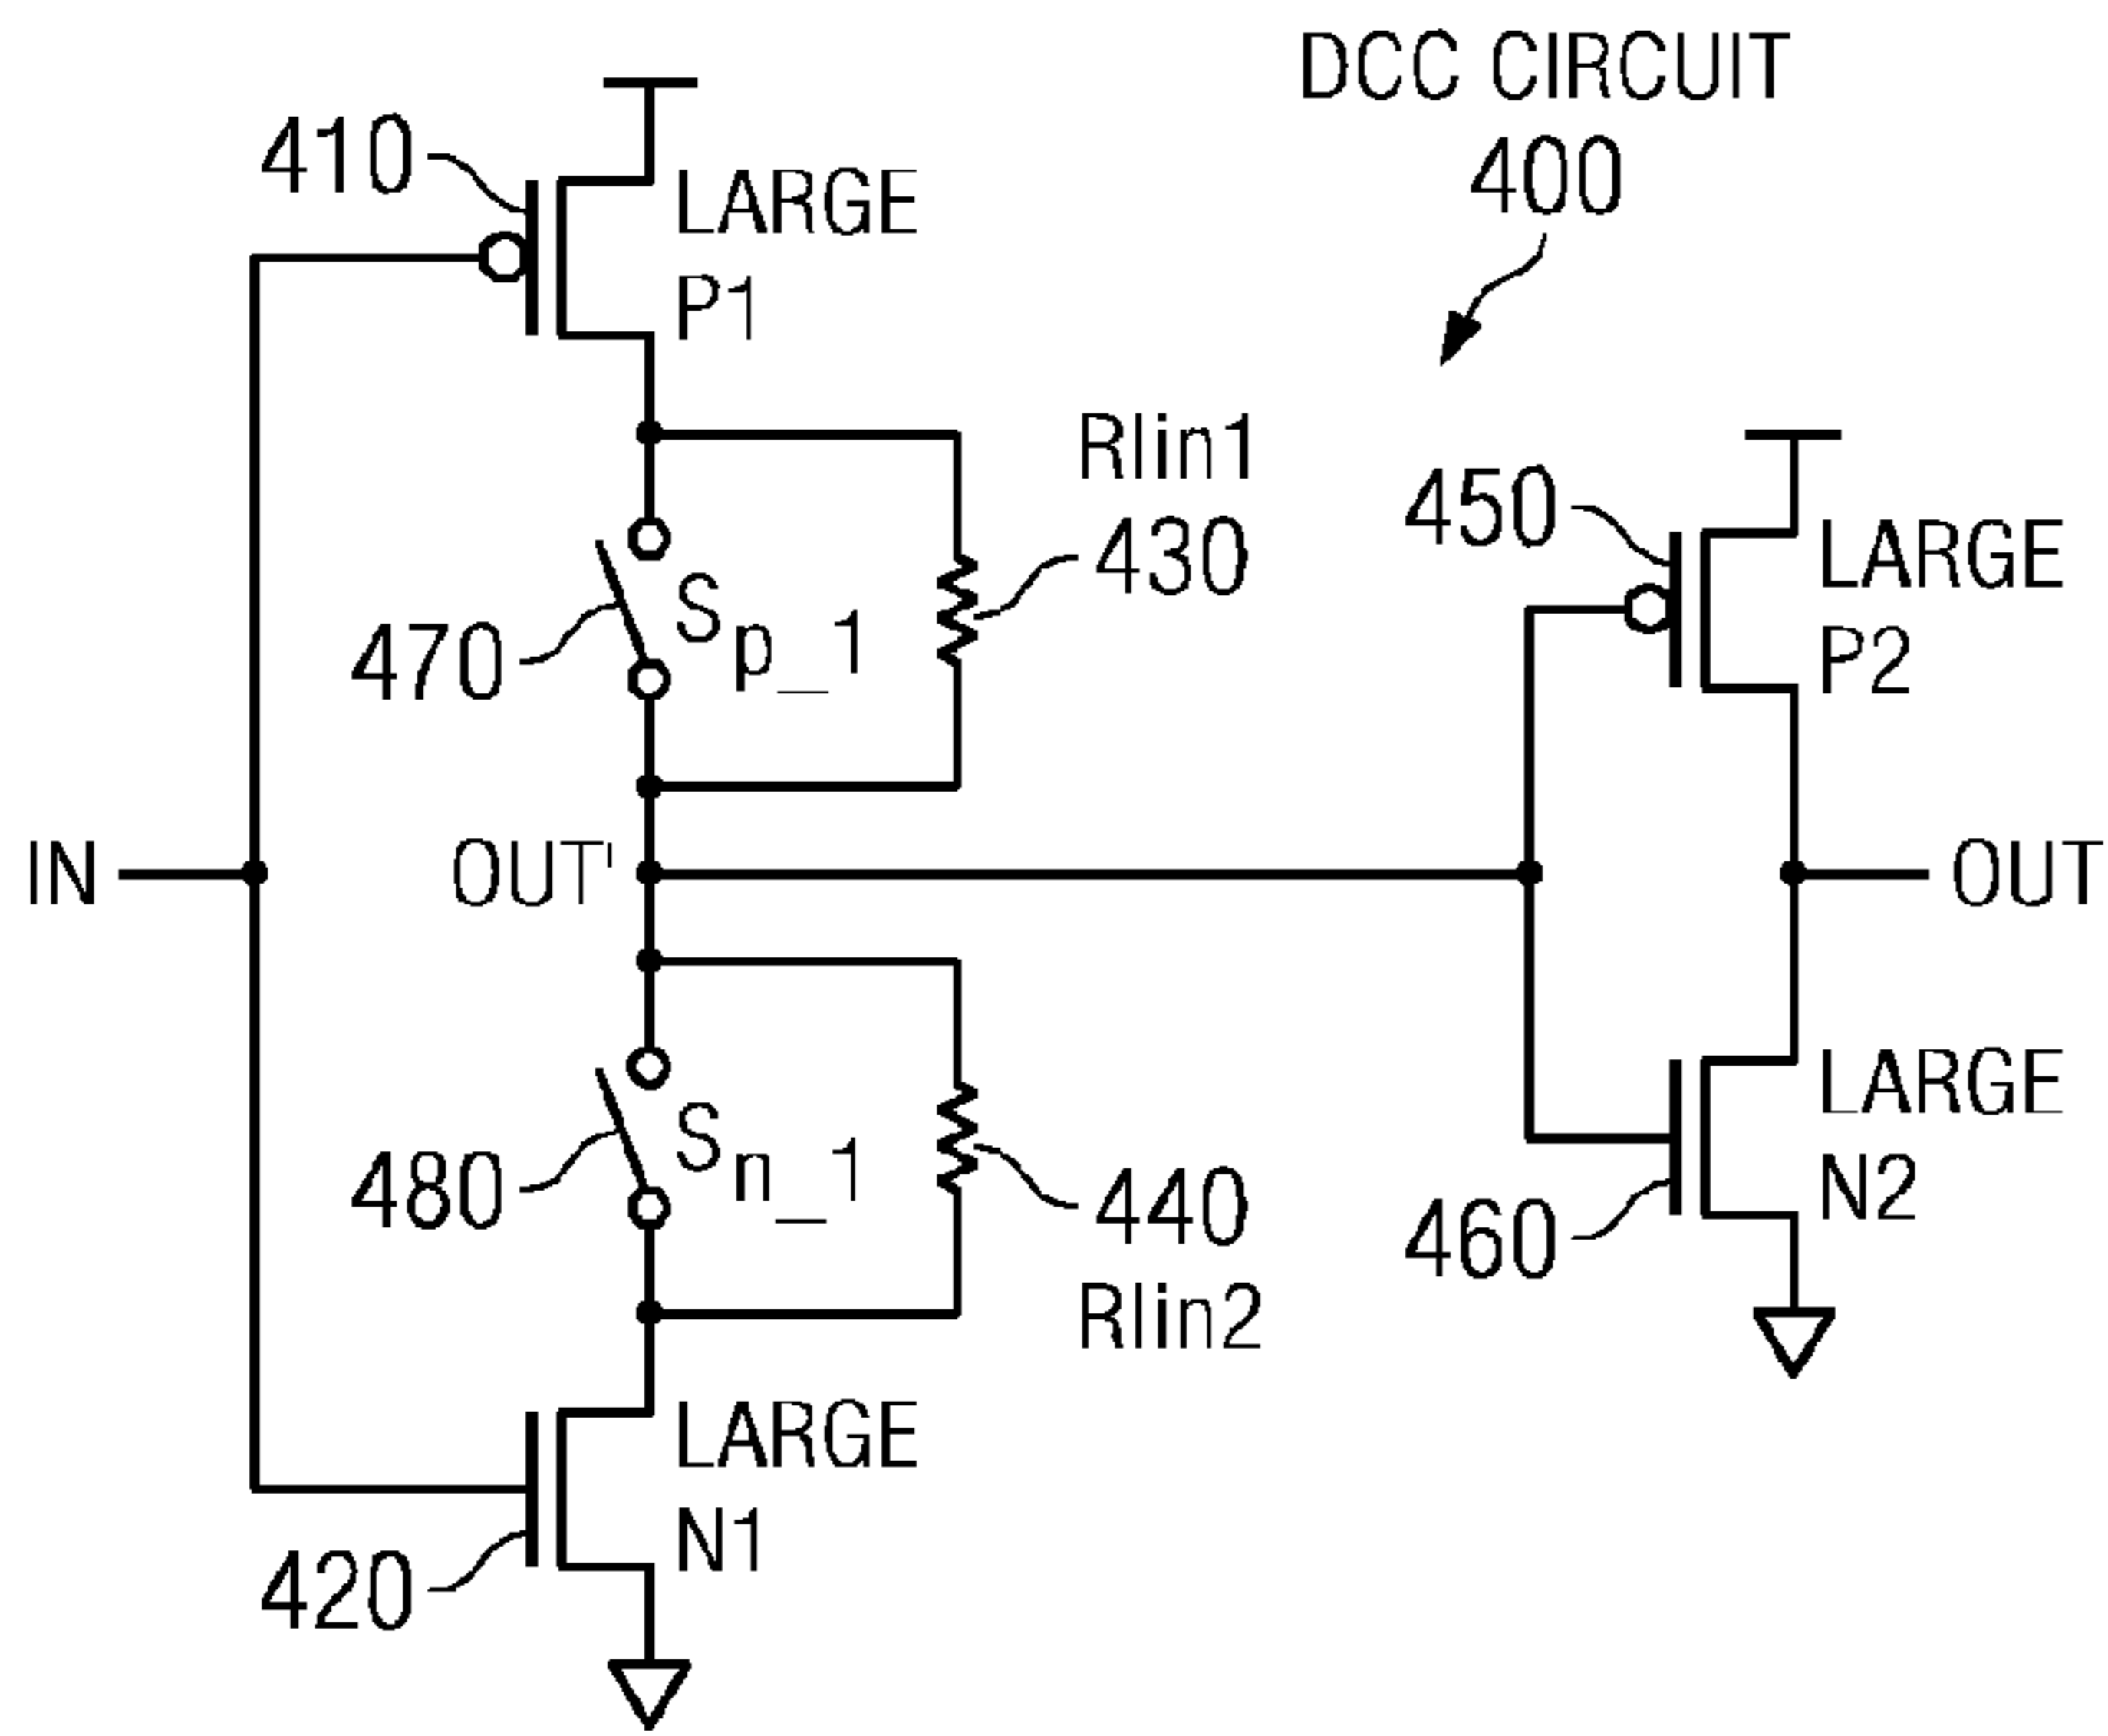 DCC CIRCUIT
400
410
LARGE
P1
Rlin1
430
470
Sp_1
450
LARGE
P2
IN
OUT'
OUT
480
Sn_1
440
Rlin2
LARGE
N2
460
LARGE
N1
420